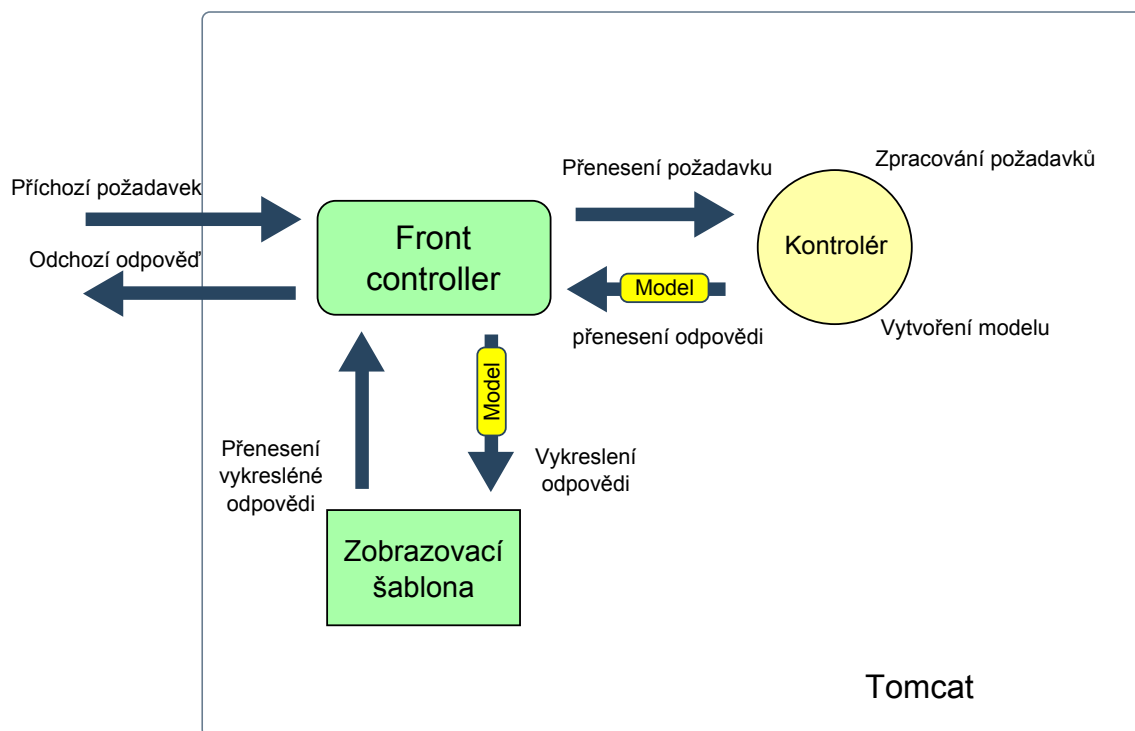 Přenesení požadavku
Zpracování požadavků
Příchozí požadavek
Front
controller
Kontrolér
Odchozí odpověď
Model
přenesení odpovědi
Vytvoření modelu
Model
Přenesení
vykresléné
odpovědi
Vykreslení
odpovědi
Zobrazovací
šablona
Tomcat